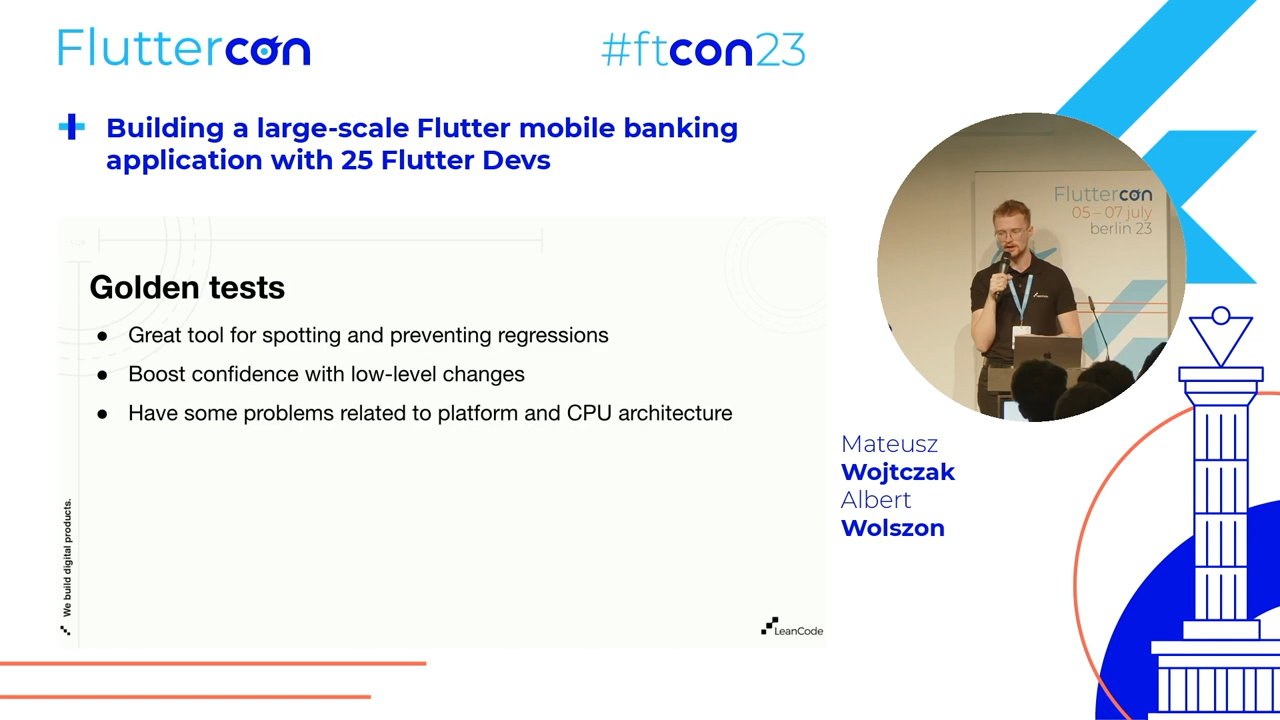 Fluttercon
#ftcon23
Building a large-scale Flutter mobile banking
application with 25 Flutter Devs
Golden tests
● Great tool for spotting and preventing regressions
● Boost confidence with low-level changes
● Have some problems related to platform and CPU architecture
We build digital products.
LeanCode
Fluttercon
05 – 07 july
berlin 23
Mateusz
Wojtczak
Albert
Wolszon